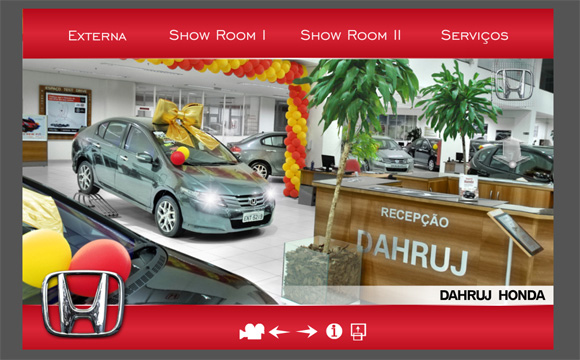 Externa
Show Room I
Show Room II
Serviços
RECEPÇÃO
DAHRUJ
DAHRUJ HONDA